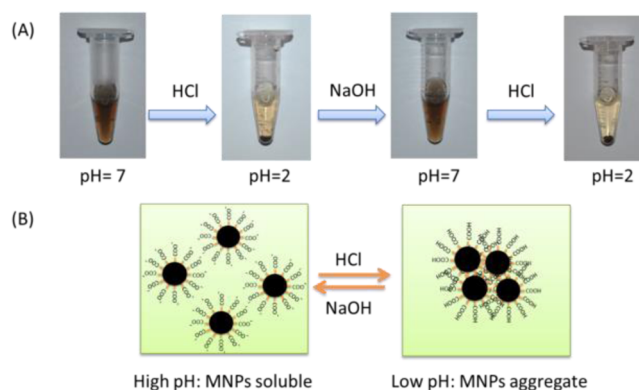 (A)
HCl NaOH HCl
pH= 7 pH=2 pH=7 pH=2
(B)
HCl
NaOH
High pH: MNPs soluble Low pH: MNPs aggregate